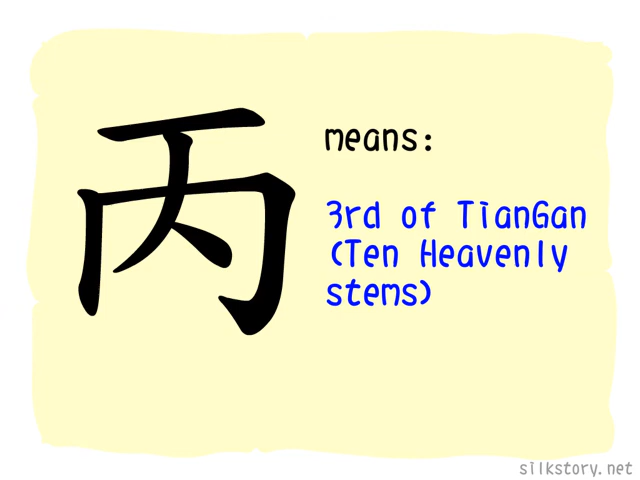 丙
means:
3rd of TianGan
(Ten Heavenly
stems)
silkstory.net